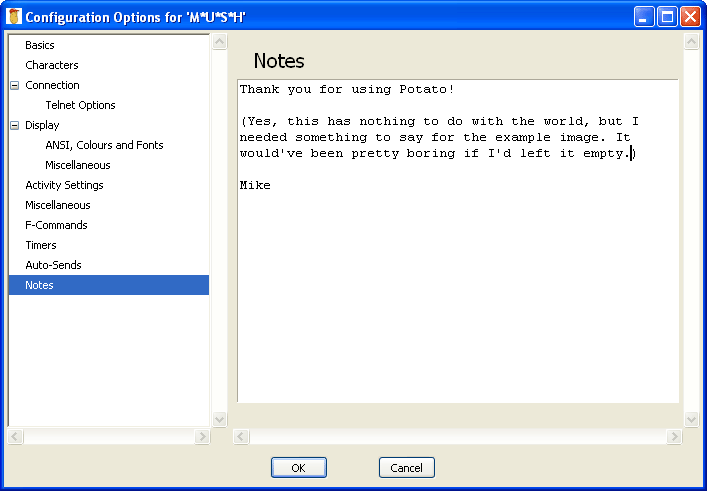 Configuration Options for 'M*U*S*H'
Basics
Characters
Connection
Telnet Options
Display
ANSI, Colours and Fonts
Miscellaneous
Activity Settings
Miscellaneous
F-Commands
Timers
Auto-Sends
Notes
Notes
Thank you for using Potato!
(Yes, this has nothing to do with the world, but I
needed something to say for the example image. It
would've been pretty boring if I'd left it empty.)
Mike
OK
Cancel